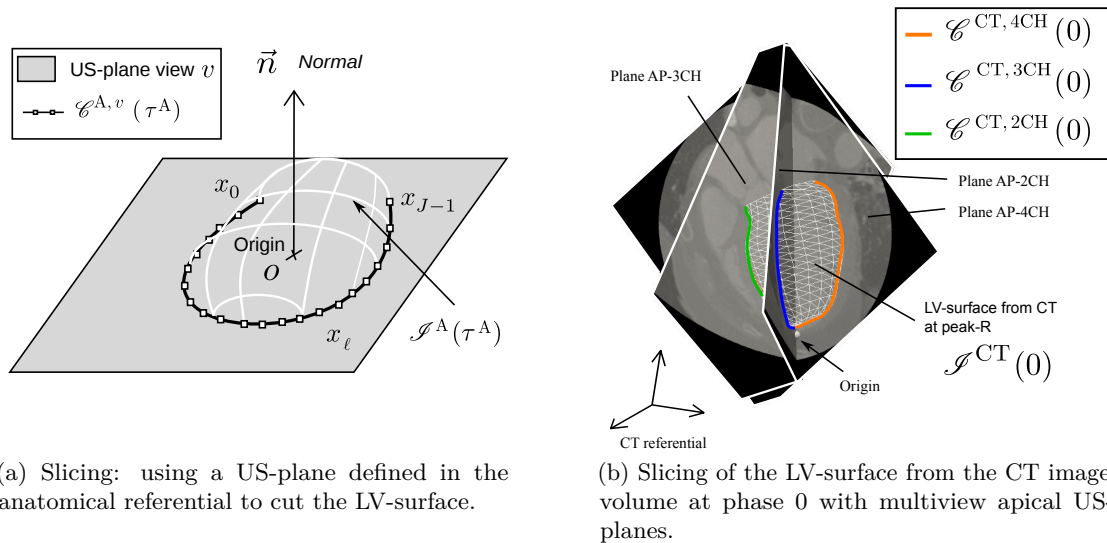 US-plane view v
𝒞^{A, v} (τ^A)
n⃗ Normal
x_0
x_{J−1}
Origin
o
x_ℓ
𝒮^A(τ^A)
𝒞^{CT, 4CH}(0)
𝒞^{CT, 3CH}(0)
𝒞^{CT, 2CH}(0)
Plane AP-3CH
Plane AP-2CH
Plane AP-4CH
LV-surface from CT
at peak-R
𝒮^{CT}(0)
Origin
CT referential
(a) Slicing: using a US-plane defined in the
anatomical referential to cut the LV-surface.
(b) Slicing of the LV-surface from the CT image
volume at phase 0 with multiview apical US-
planes.